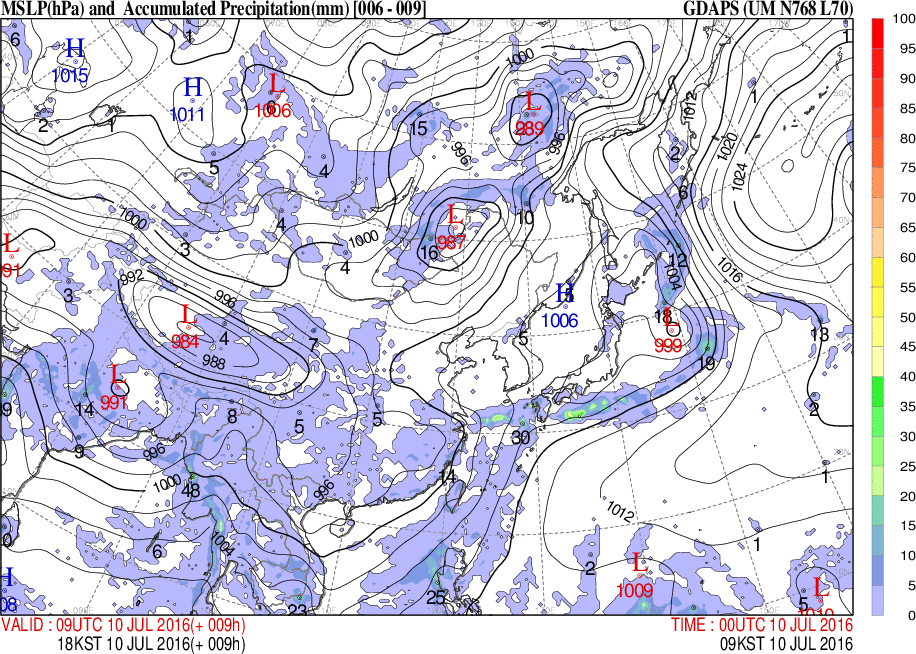 MSLP(hPa) and Accumulated Precipitation(mm) [006 - 009] GDAPS (UM N768 L70)
6 H 1015 1 H 1011 L 1006 6 1000 1012 1 1020 1024
2 1 5 4 15 996 L 989 996 2 1
1000 3 4 1000 4 L 987 16 10 6 12 1016
L 91 992 3 996 L 984 4 988 7 H 1006 5 18 L 999 19 13
L 991 14 9 8 5 5 30 2
9 996 1000 48 996 14 1012 1
0 6 1004 1 2
H 08 23 25 L 1009 L 1010 5
100
95
90
85
80
75
70
65
60
55
50
45
40
35
30
25
20
15
10
5
0
VALID : 09UTC 10 JUL 2016(+ 009h) TIME : 00UTC 10 JUL 2016
18KST 10 JUL 2016(+ 009h) 09KST 10 JUL 2016